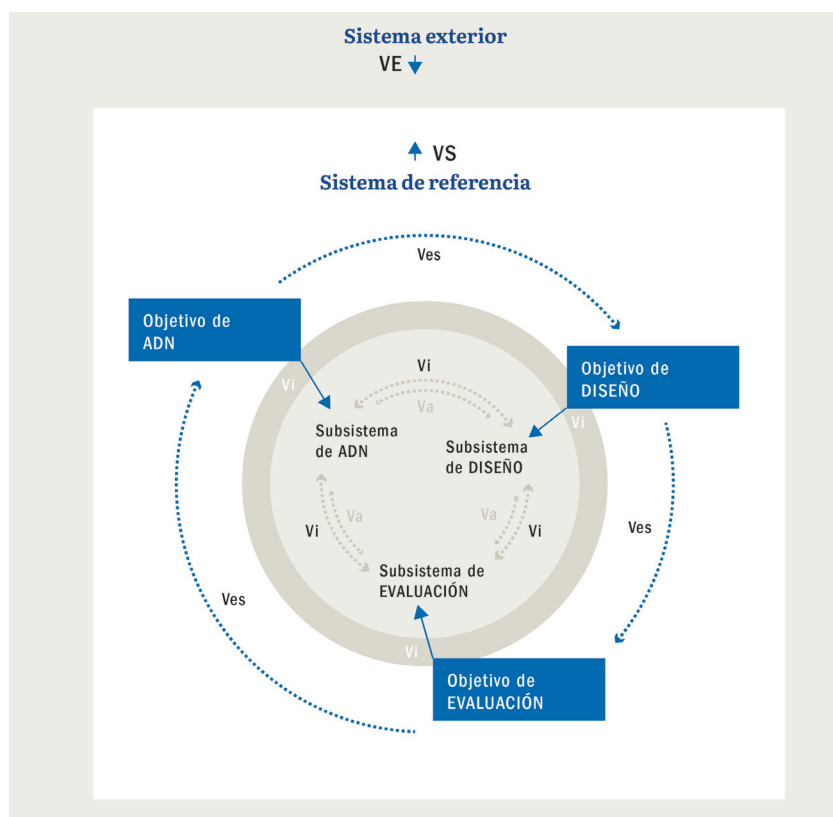 Sistema exterior
VE
VS
Sistema de referencia
Ves
Objetivo de
ADN
Objetivo de
DISEÑO
Vi
Vi
Va
Vi
Subsistema
de ADN
Subsistema
de DISEÑO
Va
Vi
Va
Vi
Ves
Subsistema de
EVALUACIÓN
Ves
Vi
Objetivo de
EVALUACIÓN